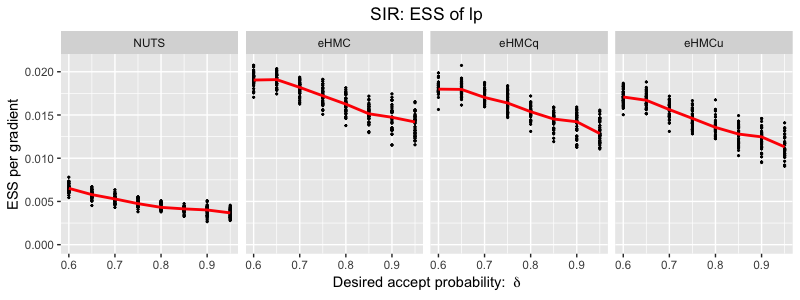 SIR: ESS of lp
NUTS eHMC eHMCq eHMCu
ESS per gradient
0.020
0.015
0.010
0.005
0.000
0.6 0.7 0.8 0.9 0.6 0.7 0.8 0.9 0.6 0.7 0.8 0.9 0.6 0.7 0.8 0.9
Desired accept probability: δ